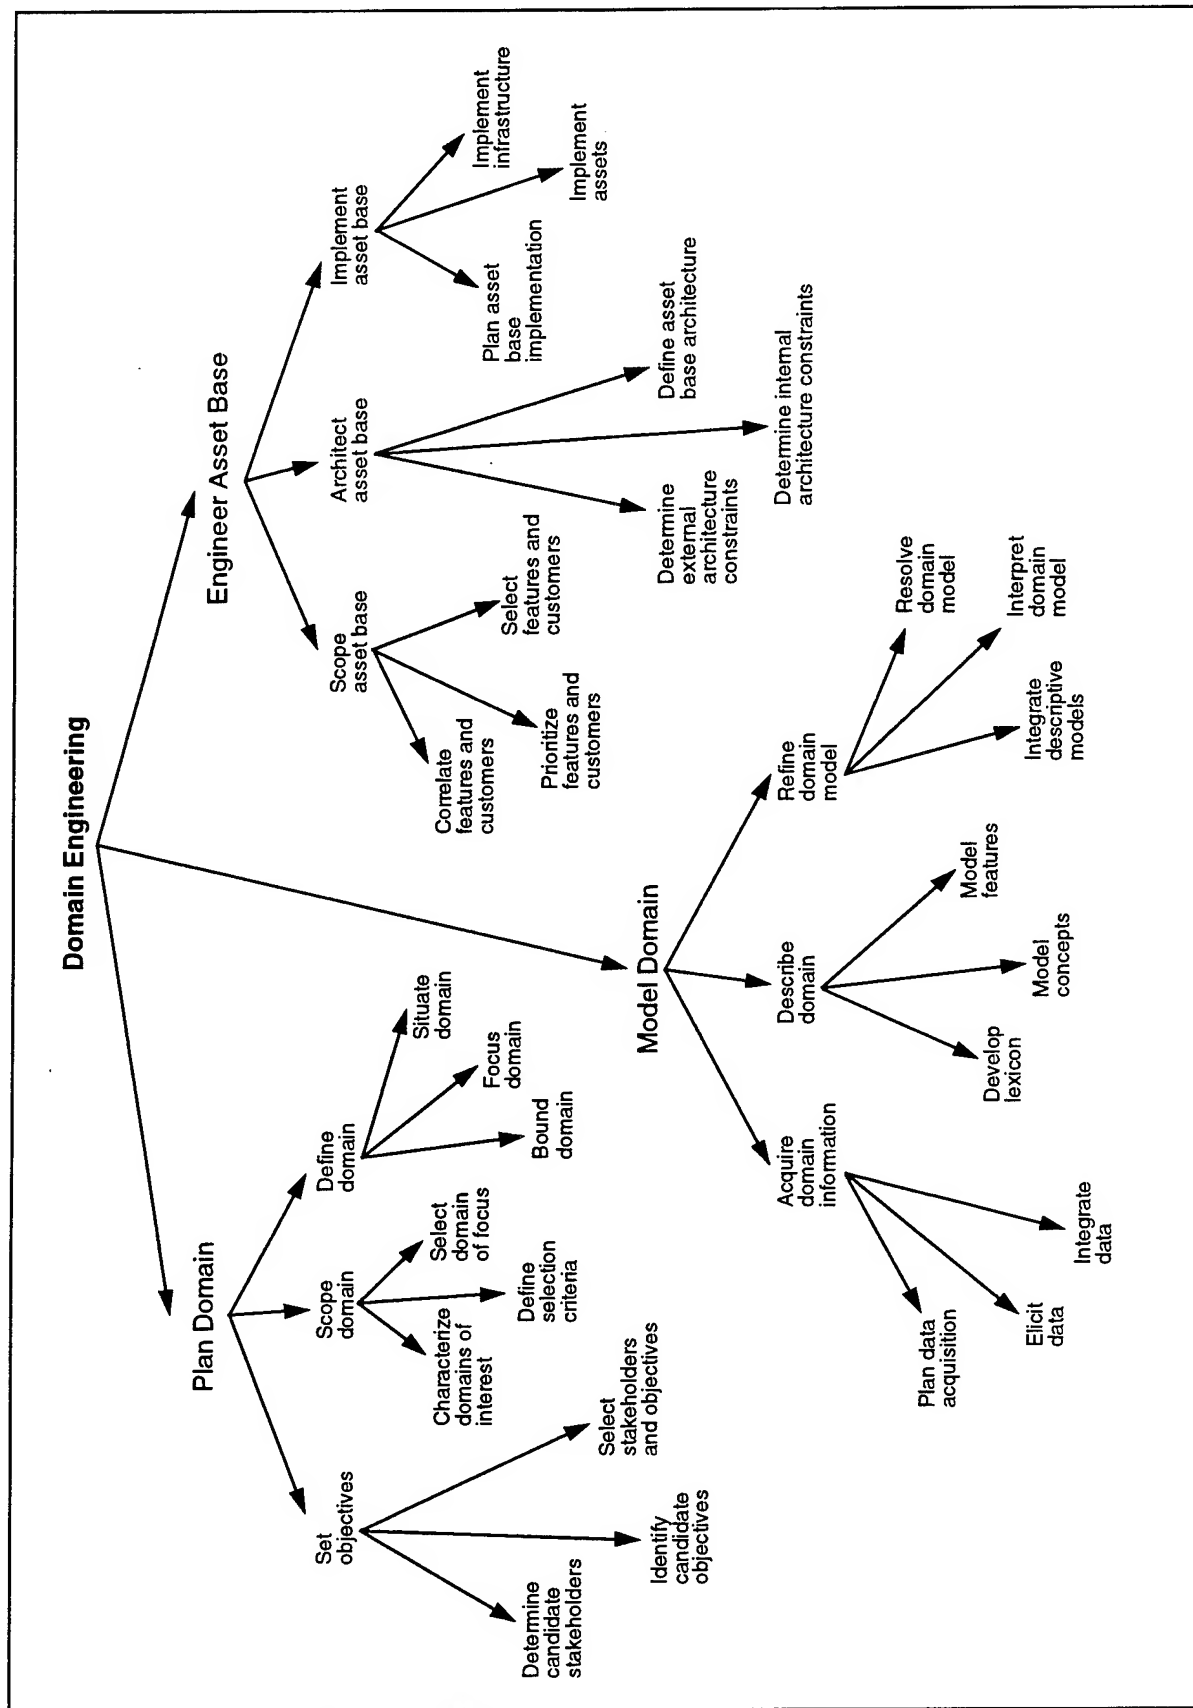 Domain Engineering
Plan Domain
Set
objectives
Determine
candidate
stakeholders
Identify
candidate
objectives
Select
stakeholders
and objectives
Scope
domain
Characterize
domains of
interest
Define
selection
criteria
Select
domain
of focus
Define
domain
Bound
domain
Focus
domain
Situate
domain
Model Domain
Acquire
domain
information
Plan data
acquisition
Elicit
data
Integrate
data
Describe
domain
Develop
lexicon
Model
concepts
Model
features
Refine
domain
model
Integrate
descriptive
models
Interpret
domain
model
Resolve
domain
model
Engineer Asset Base
Scope
asset base
Correlate
features and
customers
Prioritize
features and
customers
Select
features and
customers
Architect
asset base
Determine
external
architecture
constraints
Determine internal
architecture constraints
Define asset
base architecture
Implement
asset base
Plan asset
base
implementation
Implement
assets
Implement
infrastructure